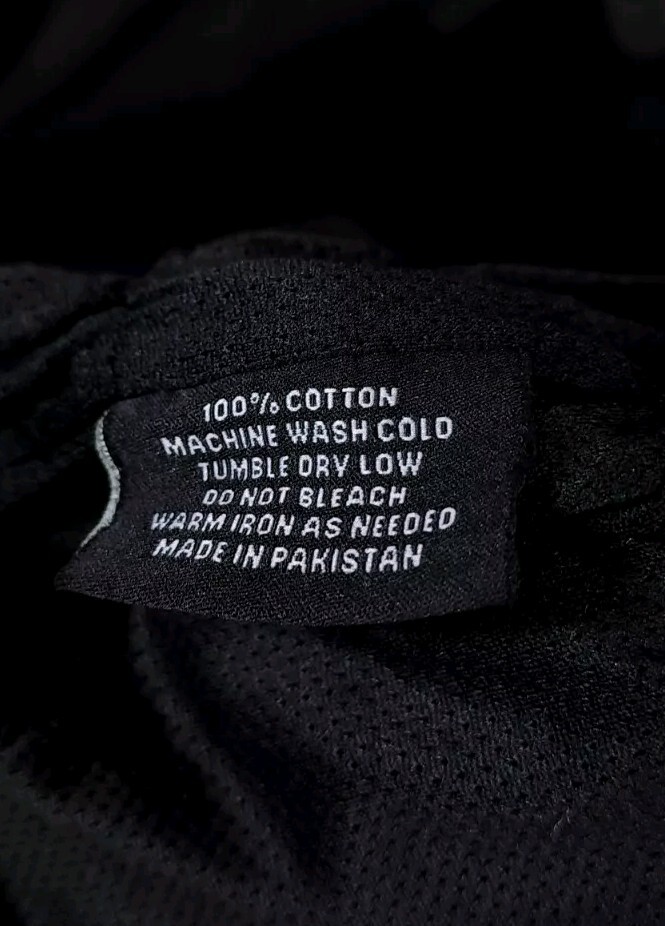 100% COTTON
MACHINE WASH COLD
TUMBLE DRY LOW
DO NOT BLEACH
WARM IRON AS NEEDED
MADE IN PAKISTAN